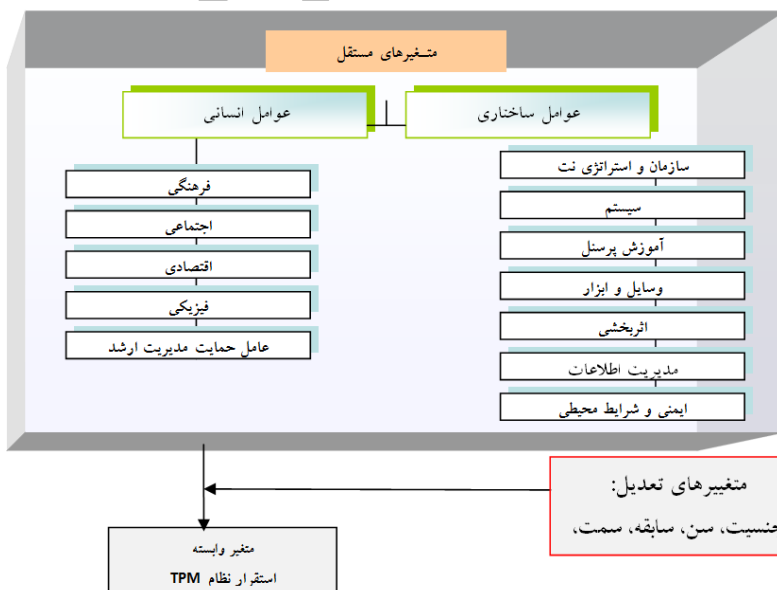 متغیرهای مستقل
عوامل ساختاری
عوامل انسانی
سازمان و استراتژی نت
سیستم
آموزش پرسنل
وسایل و ابزار
اثربخشی
مدیریت اطلاعات
ایمنی و شرایط محیطی
فرهنگی
اجتماعی
اقتصادی
فیزیکی
عامل حمایت مدیریت ارشد
متغییرهای تعدیل:
جنسیت، سن، سابقه، سمت،
متغیر وابسته
استقرار نظام TPM